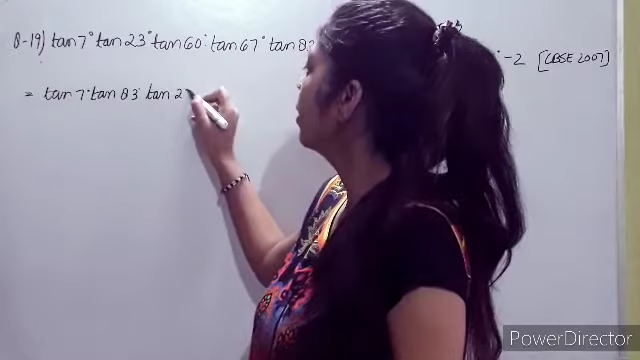 Q-19) tan 7° tan 23° tan 60° tan 67° tan 83° - 2 [CBSE 2007]
= tan 7° tan 83° tan 2
PowerDirector